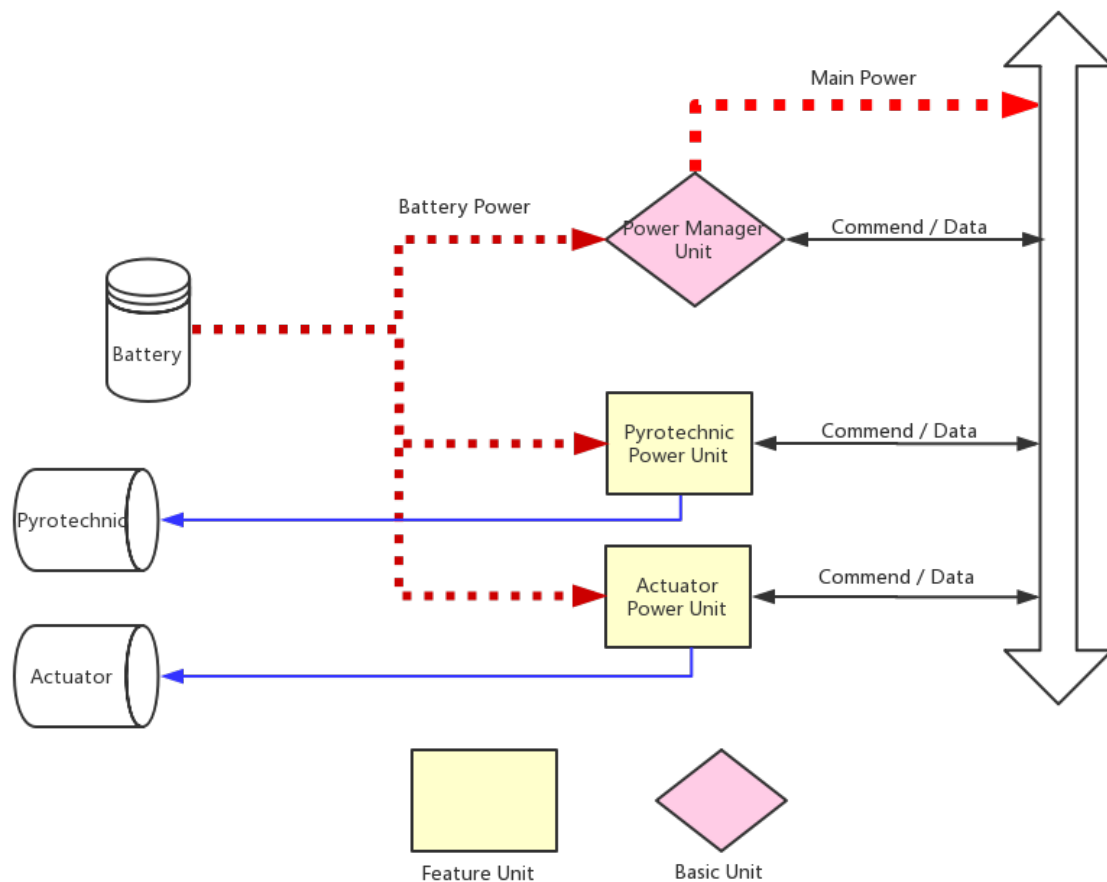 Main Power
Battery Power
Power Manager
Unit
Commend / Data
Battery
Pyrotechnic
Power Unit
Commend / Data
Pyrotechnic
Actuator
Power Unit
Commend / Data
Actuator
Feature Unit
Basic Unit